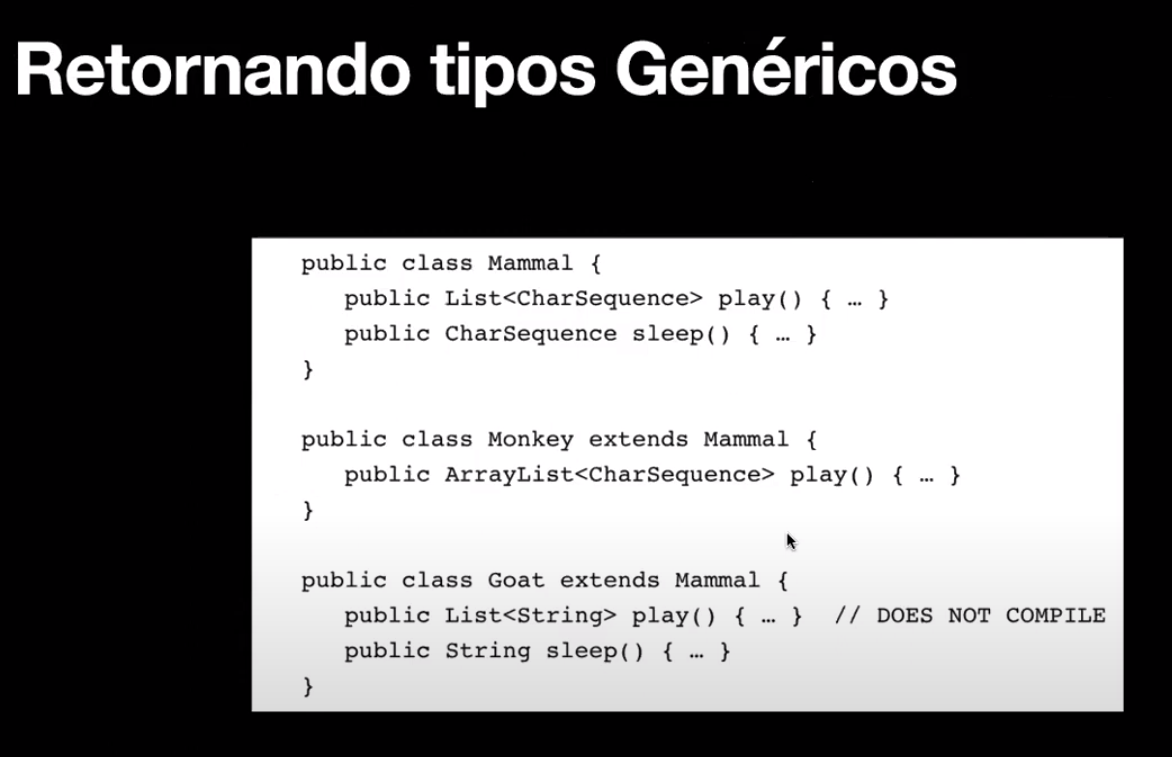 Retornando tipos Genéricos
public class Mammal {
   public List<CharSequence> play() { … }
   public CharSequence sleep() { … }
}
public class Monkey extends Mammal {
   public ArrayList<CharSequence> play() { … }
}
public class Goat extends Mammal {
   public List<String> play() { … }  // DOES NOT COMPILE
   public String sleep() { … }
}